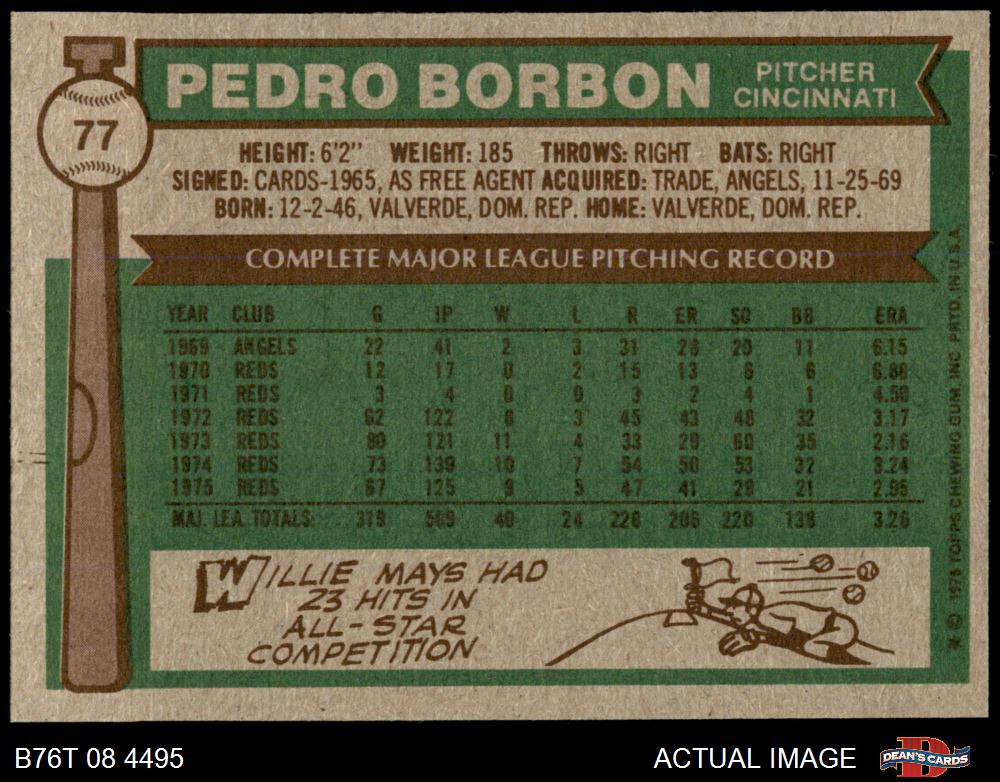 PEDRO BORBON
PITCHER
CINCINNATI
77
HEIGHT: 6'2" WEIGHT: 185 THROWS: RIGHT BATS: RIGHT
SIGNED: CARDS-1965, AS FREE AGENT ACQUIRED: TRADE, ANGELS, 11-25-69
BORN: 12-2-46, VALVERDE, DOM. REP. HOME: VALVERDE, DOM. REP.
COMPLETE MAJOR LEAGUE PITCHING RECORD
YEAR CLUB G IP W L R ER SO BB ERA
1969 ANGELS 22 41 2 3 31 28 20 11 6.15
1970 REDS 12 17 0 2 15 13 6 6 6.88
1971 REDS 3 4 0 0 3 2 4 1 4.50
1972 REDS 62 122 8 3 45 43 48 32 3.17
1973 REDS 80 121 11 4 33 29 60 35 2.16
1974 REDS 73 139 10 7 54 50 53 32 3.24
1975 REDS 67 125 9 5 47 41 29 21 2.95
MAJ. LEA. TOTALS: 319 569 40 24 228 206 220 138 3.26
WILLIE MAYS HAD
23 HITS IN
ALL-STAR
COMPETITION
* © 1976 TOPPS CHEWING GUM, INC. PRTD. IN U.S.A.
B76T 08 4495
ACTUAL IMAGE
D
DEAN'S CARDS